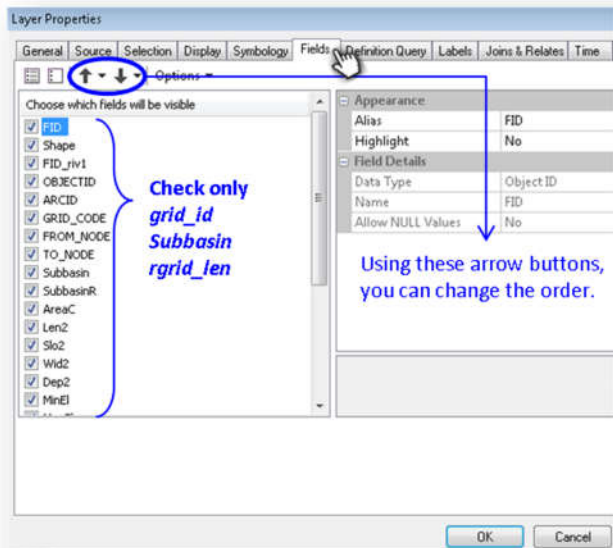 Layer Properties
General Source Selection Display Symbology Fields Definition Query Labels Joins & Relates Time
Options
Choose which fields will be visible
FID
Shape
FID_riv1
OBJECTID
ARCID
GRID_CODE
FROM_NODE
TO_NODE
Subbasin
SubbasinR
AreaC
Len2
Slo2
Wid2
Dep2
MinEl
Check only
grid_id
Subbasin
rgrid_len
Appearance
Alias FID
Highlight No
Field Details
Data Type Object ID
Name FID
Allow NULL Values No
Using these arrow buttons,
you can change the order.
OK Cancel